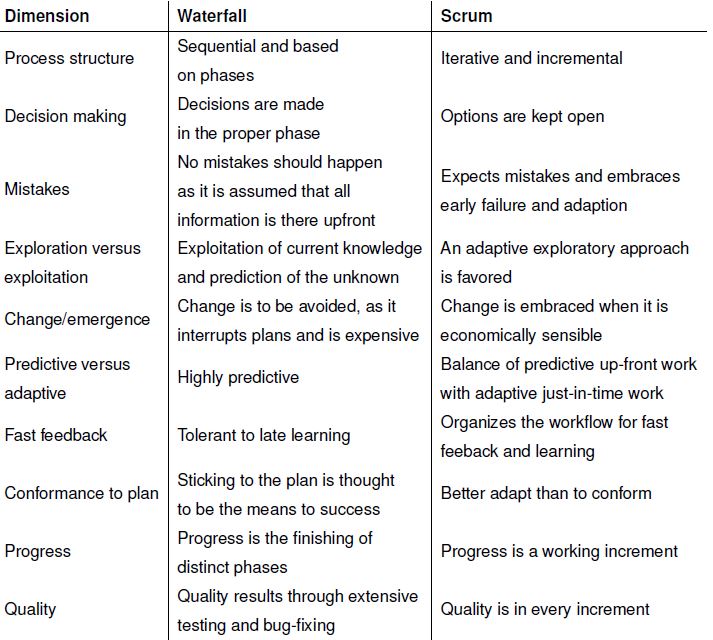 Dimension Waterfall Scrum
Process structure
Sequential and based
on phases
Iterative and incremental
Decision making
Decisions are made
in the proper phase
Options are kept open
Mistakes
No mistakes should happen
as it is assumed that all
information is there upfront
Expects mistakes and embraces
early failure and adaption
Exploration versus
exploitation
Exploitation of current knowledge
and prediction of the unknown
An adaptive exploratory approach
is favored
Change/emergence
Change is to be avoided, as it
interrupts plans and is expensive
Change is embraced when it is
economically sensible
Predictive versus
adaptive
Highly predictive
Balance of predictive up-front work
with adaptive just-in-time work
Fast feedback
Tolerant to late learning
Organizes the workflow for fast
feeback and learning
Conformance to plan
Sticking to the plan is thought
to be the means to success
Better adapt than to conform
Progress
Progress is the finishing of
distinct phases
Progress is a working increment
Quality
Quality results through extensive
testing and bug-fixing
Quality is in every increment